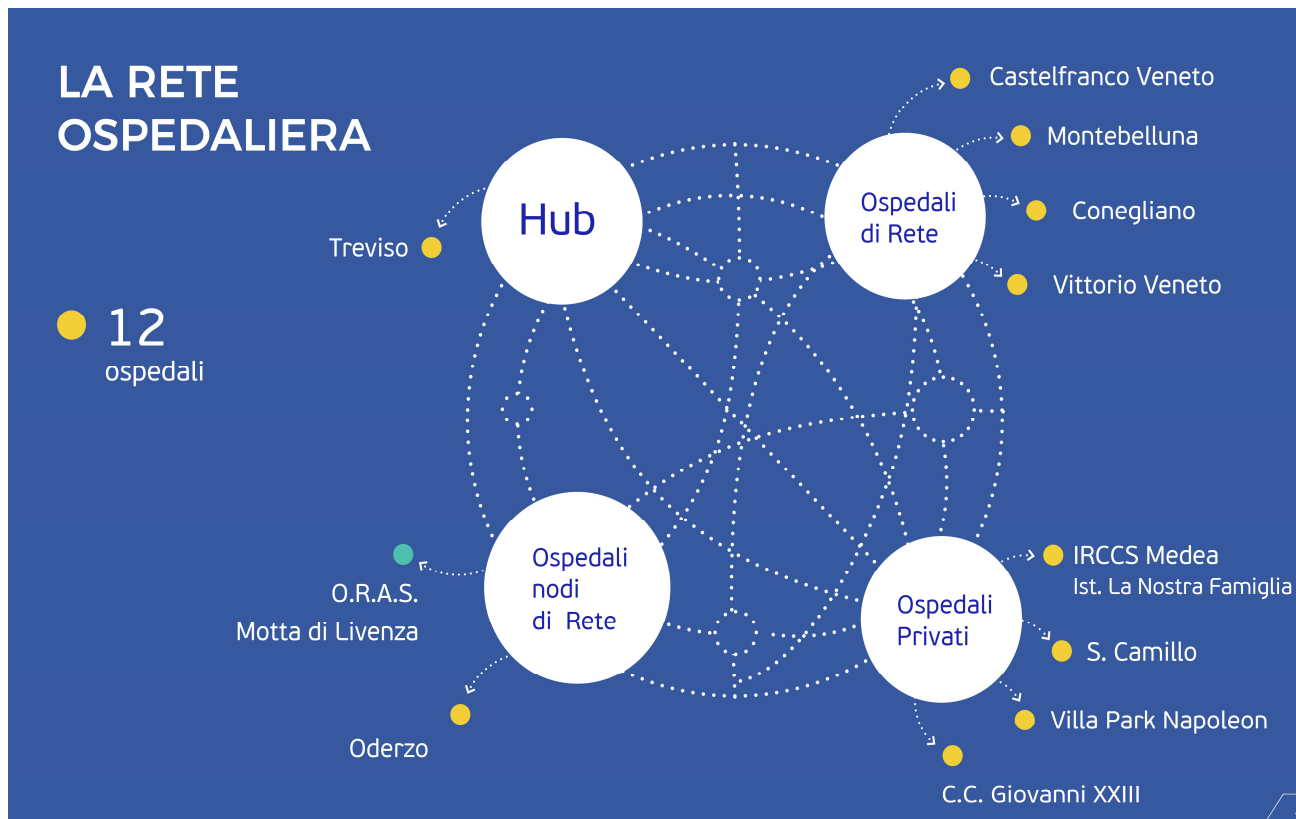 LA RETE
OSPEDALIERA
12
ospedali
Hub
Treviso
Ospedali
di Rete
Castelfranco Veneto
Montebelluna
Conegliano
Vittorio Veneto
Ospedali
nodi
di Rete
O.R.A.S.
Motta di Livenza
Oderzo
Ospedali
Privati
IRCCS Medea
Ist. La Nostra Famiglia
S. Camillo
Villa Park Napoleon
C.C. Giovanni XXIII